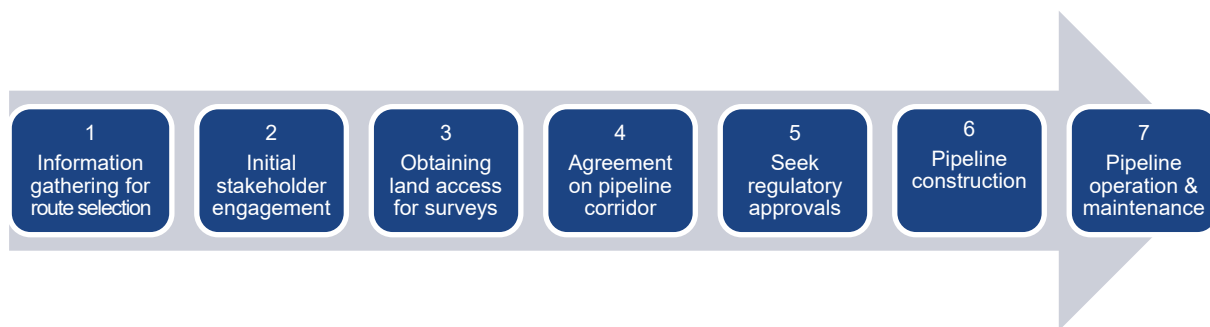 1
Information
gathering for
route selection
2
Initial
stakeholder
engagement
3
Obtaining
land access
for surveys
4
Agreement
on pipeline
corridor
5
Seek
regulatory
approvals
6
Pipeline
construction
7
Pipeline
operation &
maintenance